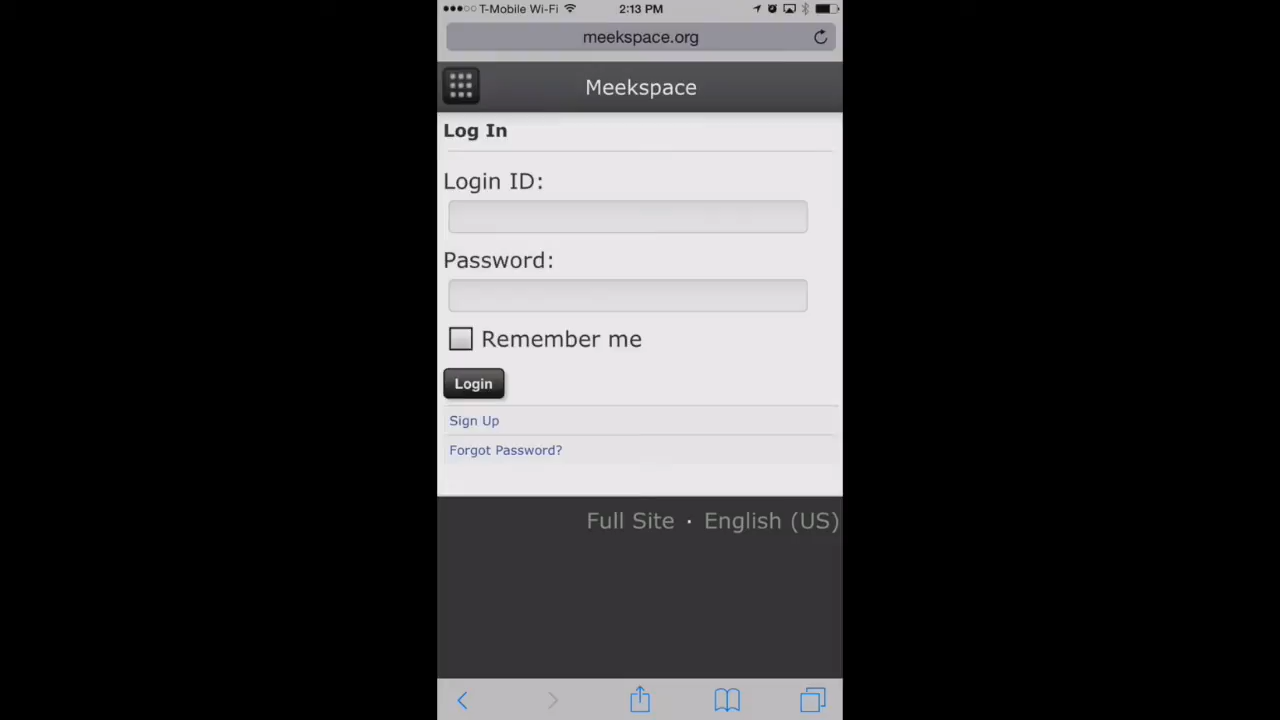 T-Mobile Wi-Fi 2:13 PM
meekspace.org
Meekspace
Log In
Login ID:
Password:
Remember me
Login
Sign Up
Forgot Password?
Full Site · English (US)